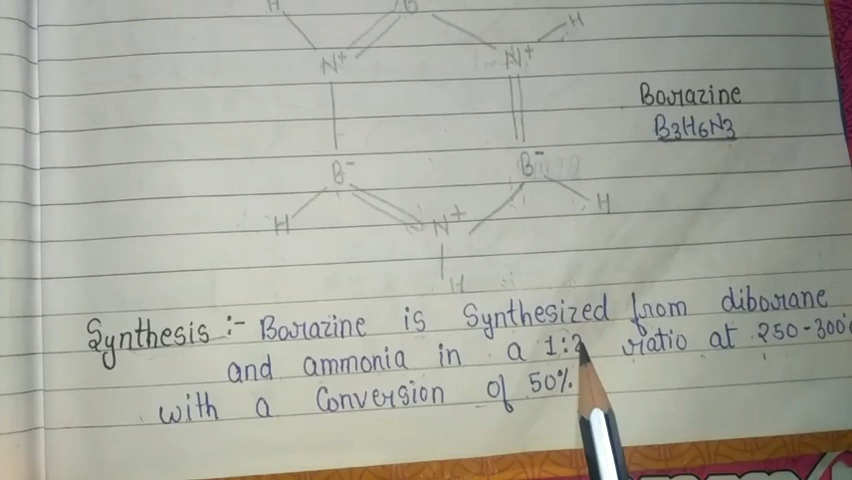 H
B
N⁺
N⁺
H
Borazine
B3H6N3
B⁻
B⁻
H
N⁺
H
H
Synthesis :- Borazine is synthesized from diborane
and ammonia in a 1:2 ratio at 250-300
with a conversion of 50%